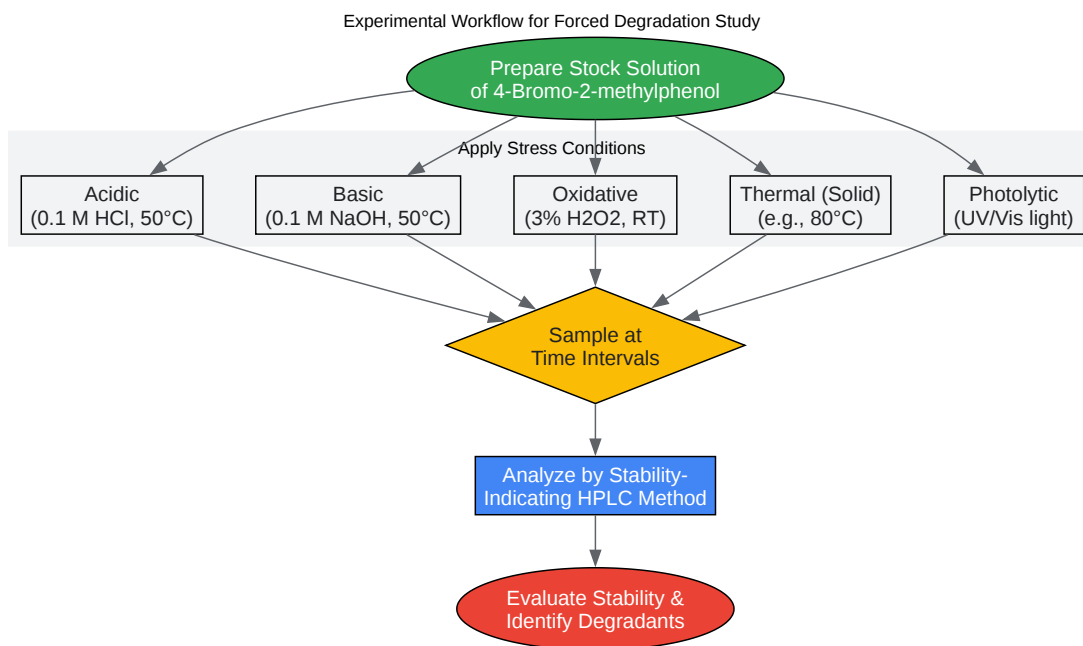 Experimental Workflow for Forced Degradation Study
Prepare Stock Solution
of 4-Bromo-2-methylphenol
Apply Stress Conditions
Acidic
(0.1 M HCl, 50°C)
Basic
(0.1 M NaOH, 50°C)
Oxidative
(3% H2O2, RT)
Thermal (Solid)
(e.g., 80°C)
Photolytic
(UV/Vis light)
Sample at
Time Intervals
Analyze by Stability-
Indicating HPLC Method
Evaluate Stability &
Identify Degradants